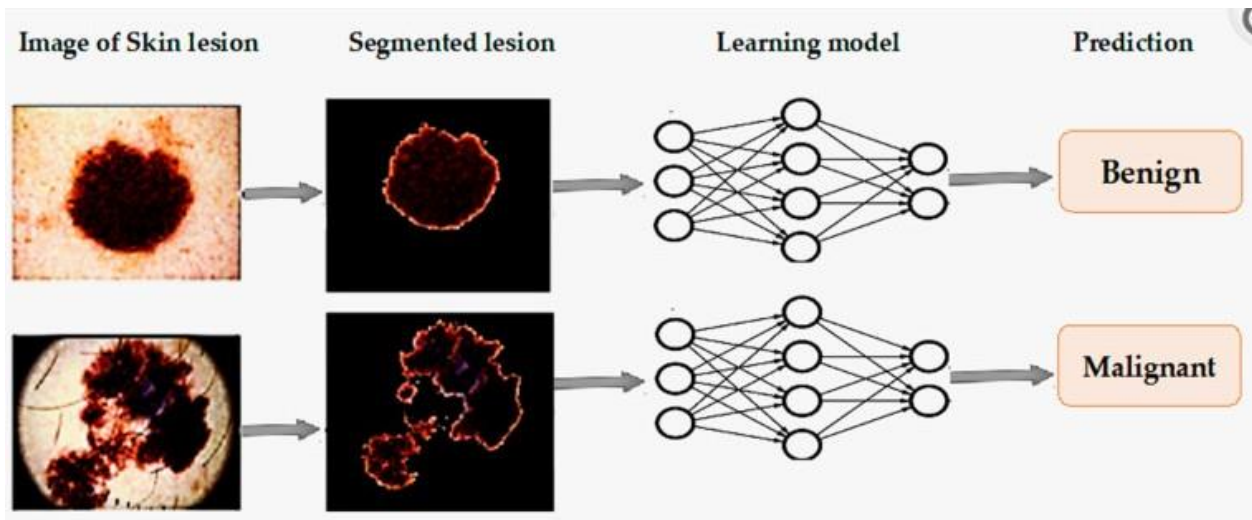 Image of Skin lesion
Segmented lesion
Learning model
Prediction
Benign
Malignant